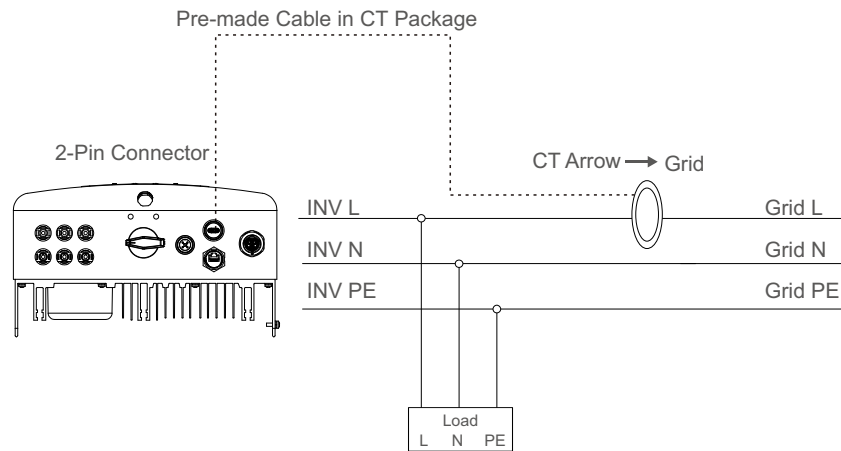 Pre-made Cable in CT Package
2-Pin Connector
CT Arrow → Grid
INV L
Grid L
INV N
Grid N
INV PE
Grid PE
Load
L N PE